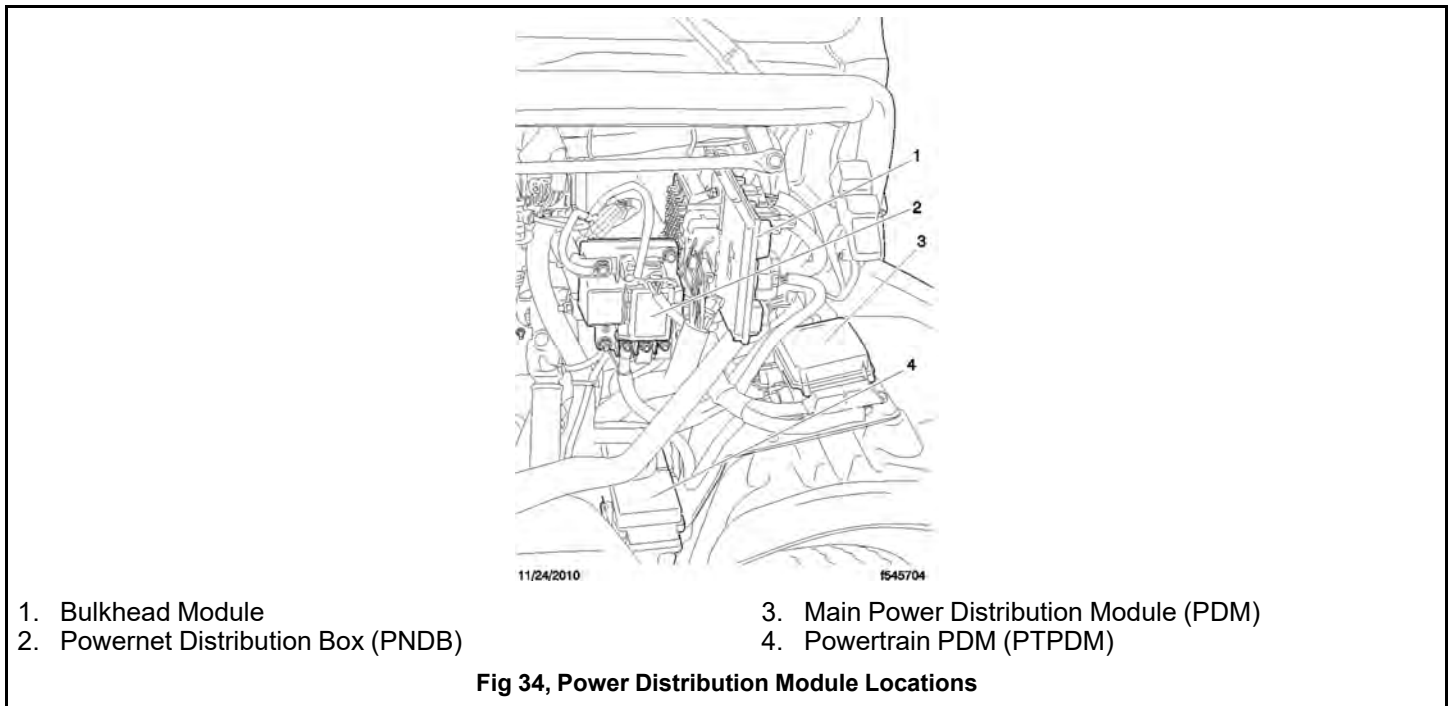 1
2
3
4
11/24/2010
f545704
1. Bulkhead Module
2. Powernet Distribution Box (PNDB)
3. Main Power Distribution Module (PDM)
4. Powertrain PDM (PTPDM)
Fig 34, Power Distribution Module Locations